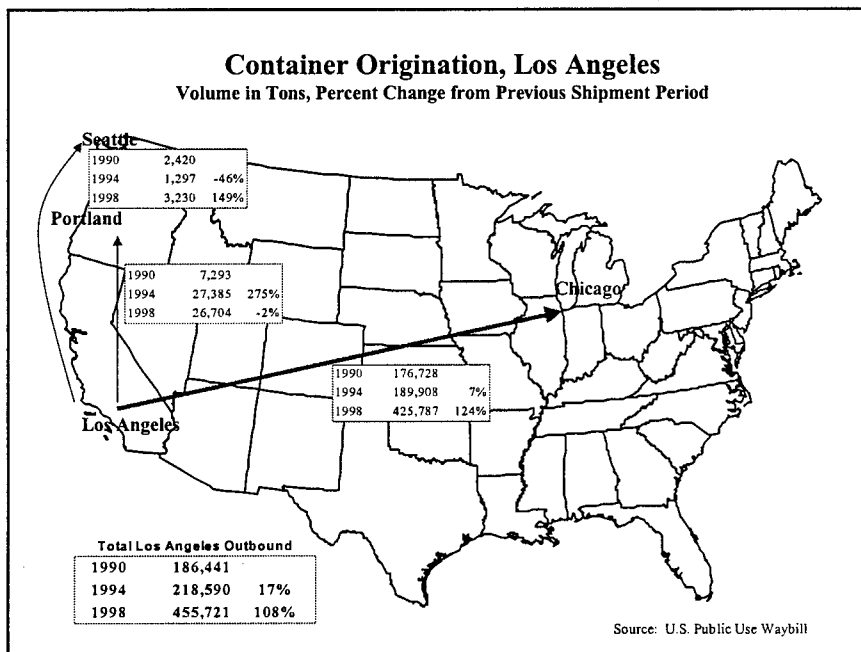 Container Origination, Los Angeles
Volume in Tons, Percent Change from Previous Shipment Period
Seattle
1990 2,420
1994 1,297 -46%
1998 3,230 149%
Portland
1990 7,293
1994 27,385 275%
1998 26,704 -2%
Chicago
1990 176,728
1994 189,908 7%
1998 425,787 124%
Los Angeles
Total Los Angeles Outbound
1990 186,441
1994 218,590 17%
1998 455,721 108%
Source: U.S. Public Use Waybill